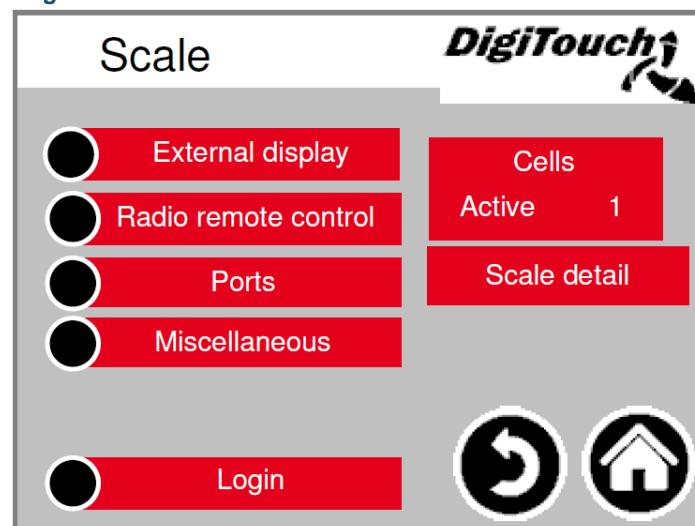 Scale
DigiTouch
External display
Radio remote control
Ports
Miscellaneous
Login
Cells
Active 1
Scale detail